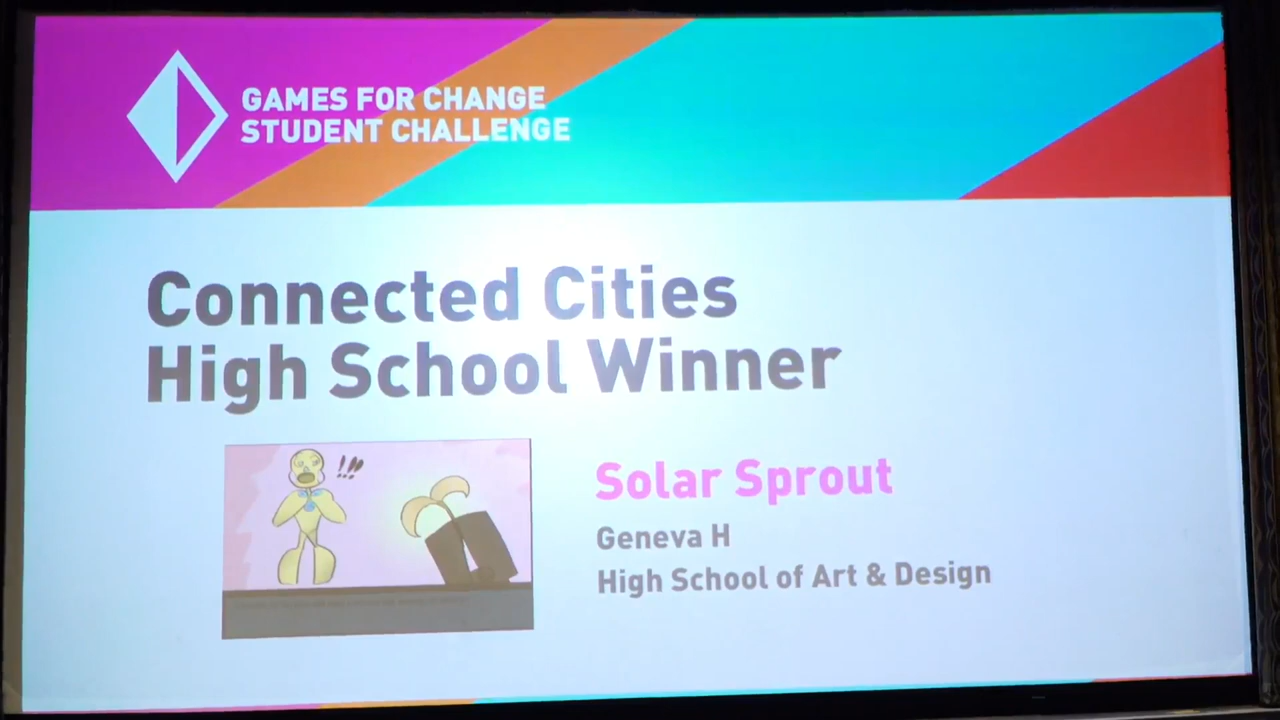 GAMES FOR CHANGE
STUDENT CHALLENGE
Connected Cities
High School Winner
!!!
Solar Sprout
Geneva H
High School of Art & Design